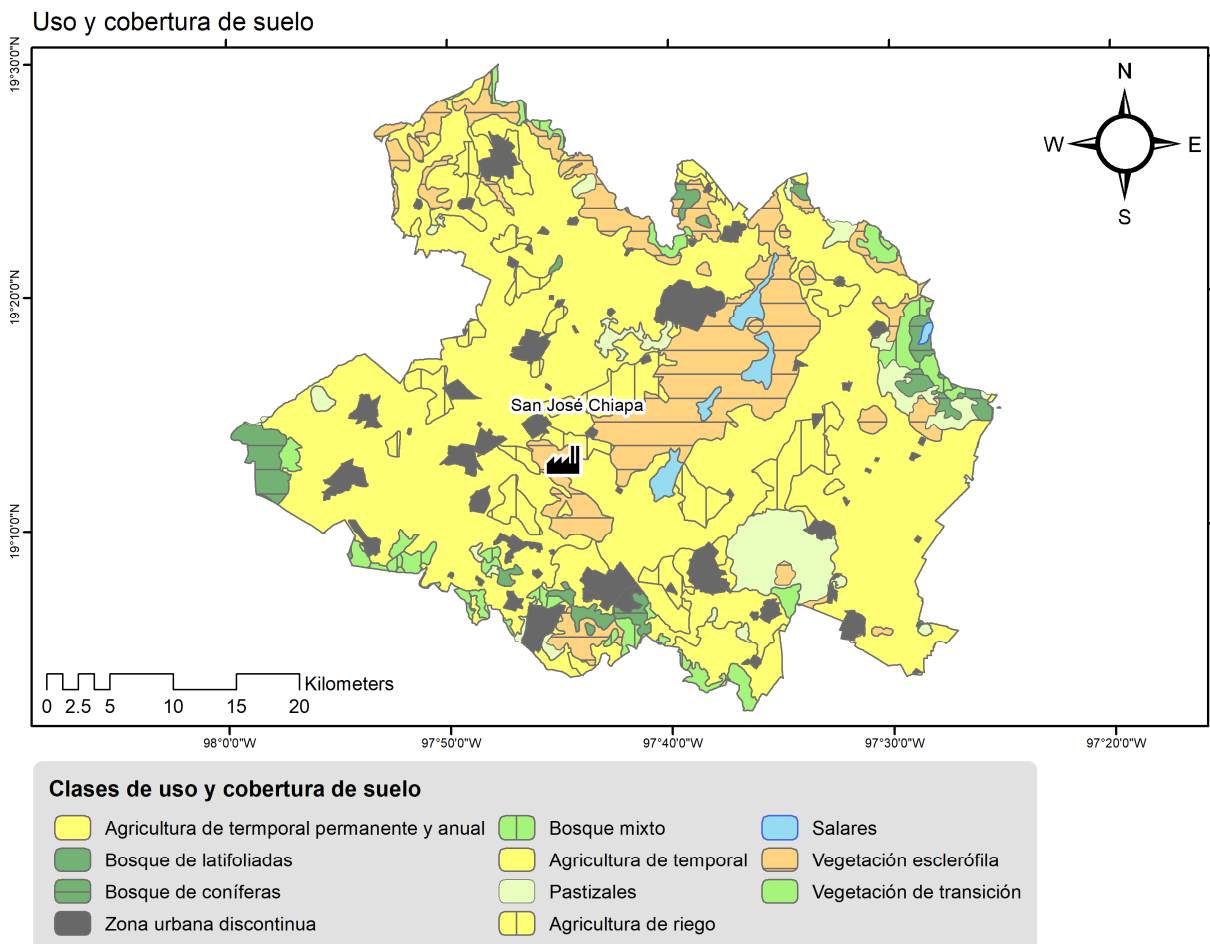 Uso y cobertura de suelo
19°30'0"N
19°20'0"N
19°10'0"N
N
W
E
S
San José Chiapa
0 2.5 5 10 15 20 Kilometers
98°0'0"W 97°50'0"W 97°40'0"W 97°30'0"W 97°20'0"W
Clases de uso y cobertura de suelo
Agricultura de termporal permanente y anual
Bosque de latifoliadas
Bosque de coníferas
Zona urbana discontinua
Bosque mixto
Agricultura de temporal
Pastizales
Agricultura de riego
Salares
Vegetación esclerófila
Vegetación de transición